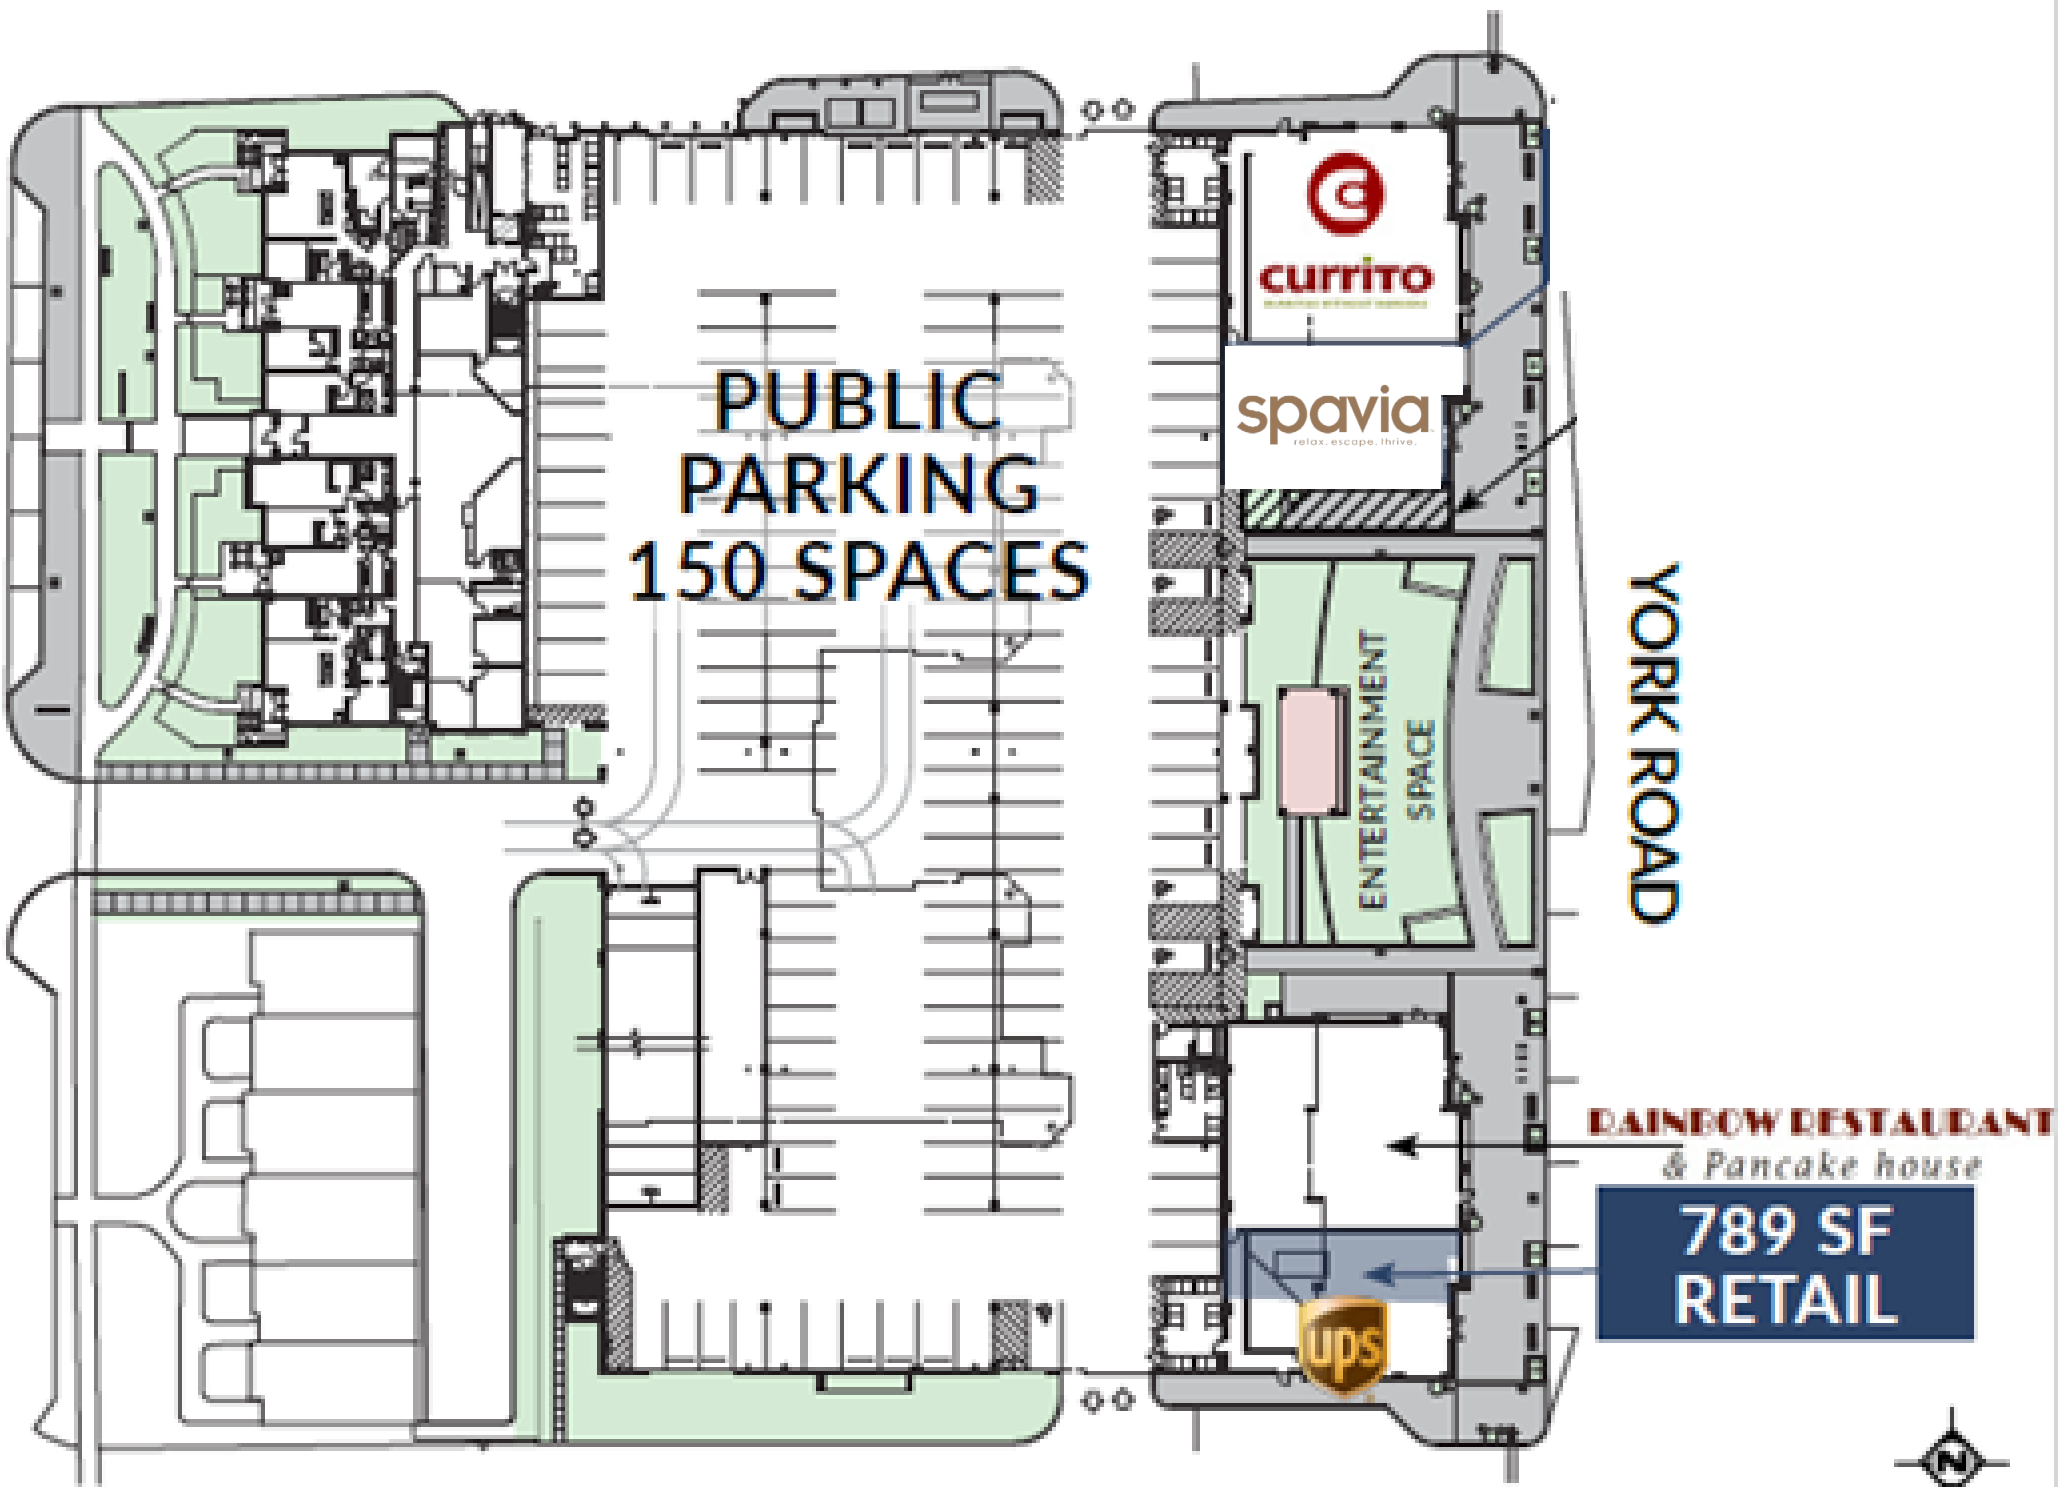 currito
spavia
relax. escape. thrive.
PUBLIC
PARKING
150 SPACES
ENTERTAINMENT
SPACE
YORK ROAD
RAINBOW RESTAURANT
& Pancake house
789 SF
RETAIL
ups
N